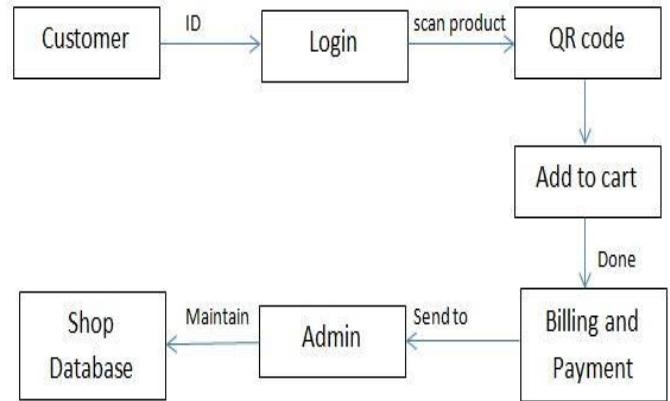 Customer
ID
Login
scan product
QR code
Add to cart
Done
Billing and
Payment
Send to
Admin
Maintain
Shop
Database